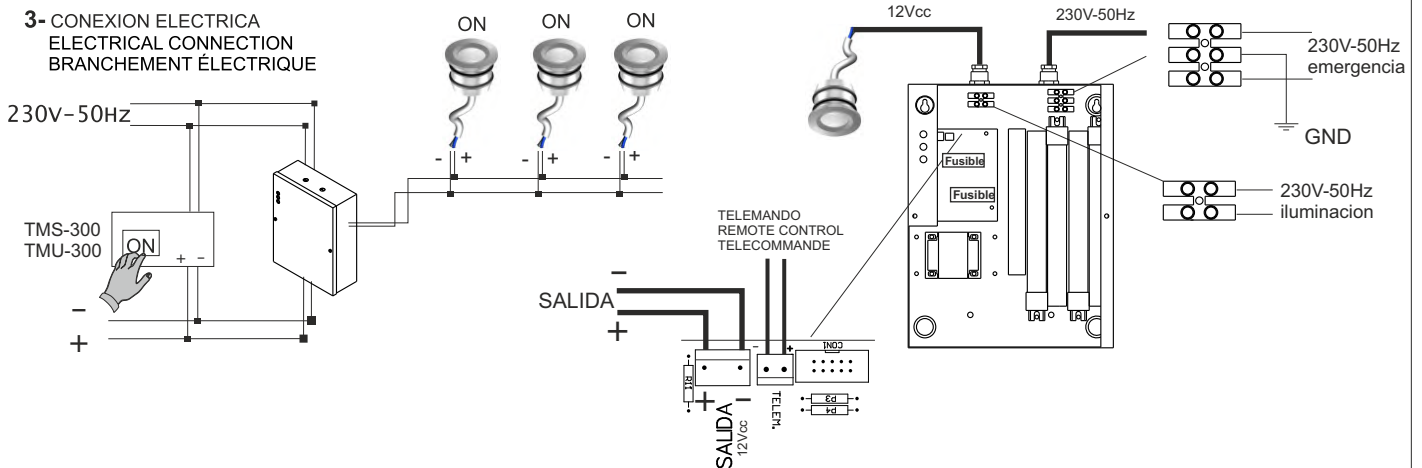 3- CONEXION ELECTRICA
ELECTRICAL CONNECTION
BRANCHEMENT ÉLECTRIQUE
230V-50Hz
TMS-300
TMU-300
ON
+ -
-
+
ON ON ON
- + - + - +
12Vcc
230V-50Hz
230V-50Hz
emergencia
GND
230V-50Hz
iluminacion
Fusible
Fusible
TELEMANDO
REMOTE CONTROL
TELECOMMANDE
-
SALIDA
+
- +
CON1
R11
+ -
SALIDA
12Vcc
TELEM.
P3
P4